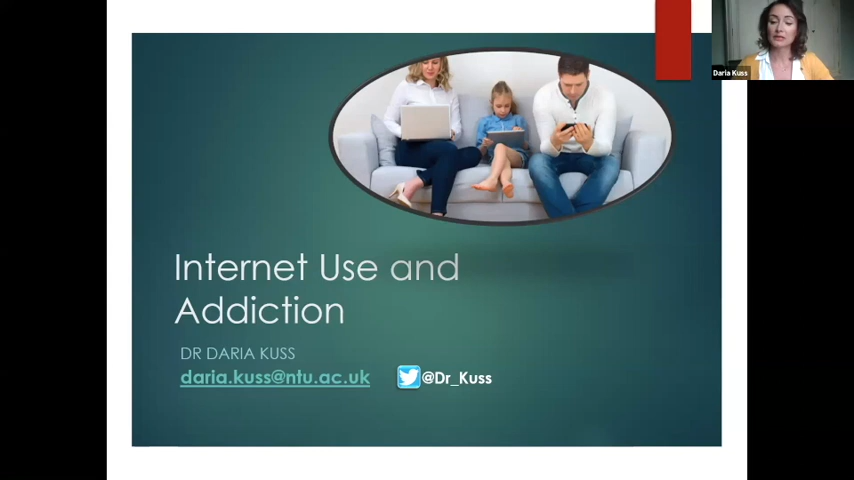 Daria Kuss
Internet Use and
Addiction
DR DARIA KUSS
daria.kuss@ntu.ac.uk
@Dr_Kuss